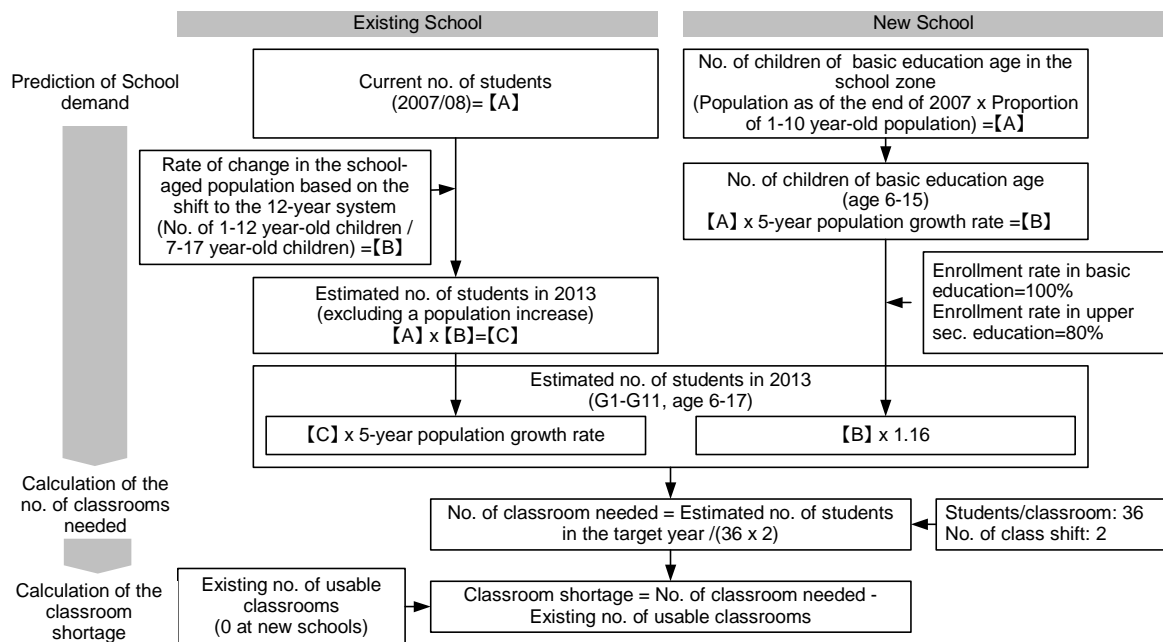 Existing School
New School
Prediction of School
demand
Current no. of students
(2007/08)=【A】
No. of children of  basic education age in the
school zone
(Population as of the end of 2007 x Proportion
of 1-10 year-old population) =【A】
Rate of change in the school-
aged population based on the
shift to the 12-year system
(No. of 1-12 year-old children /
7-17 year-old children) =【B】
No. of children of basic education age
(age 6-15)
【A】 x 5-year population growth rate =【B】
Enrollment rate in basic
education=100%
Enrollment rate in upper
sec. education=80%
Estimated no. of students in 2013
(excluding a population increase)
【A】 x 【B】=【C】
Estimated no. of students in 2013
(G1-G11, age 6-17)
【C】 x 5-year population growth rate
【B】 x 1.16
Calculation of the
no. of classrooms
needed
No. of classroom needed = Estimated no. of students
in the target year /(36 x 2)
Students/classroom: 36
No. of class shift: 2
Calculation of the
classroom
shortage
Existing no. of usable
classrooms
(0 at new schools)
Classroom shortage = No. of classroom needed -
Existing no. of usable classrooms